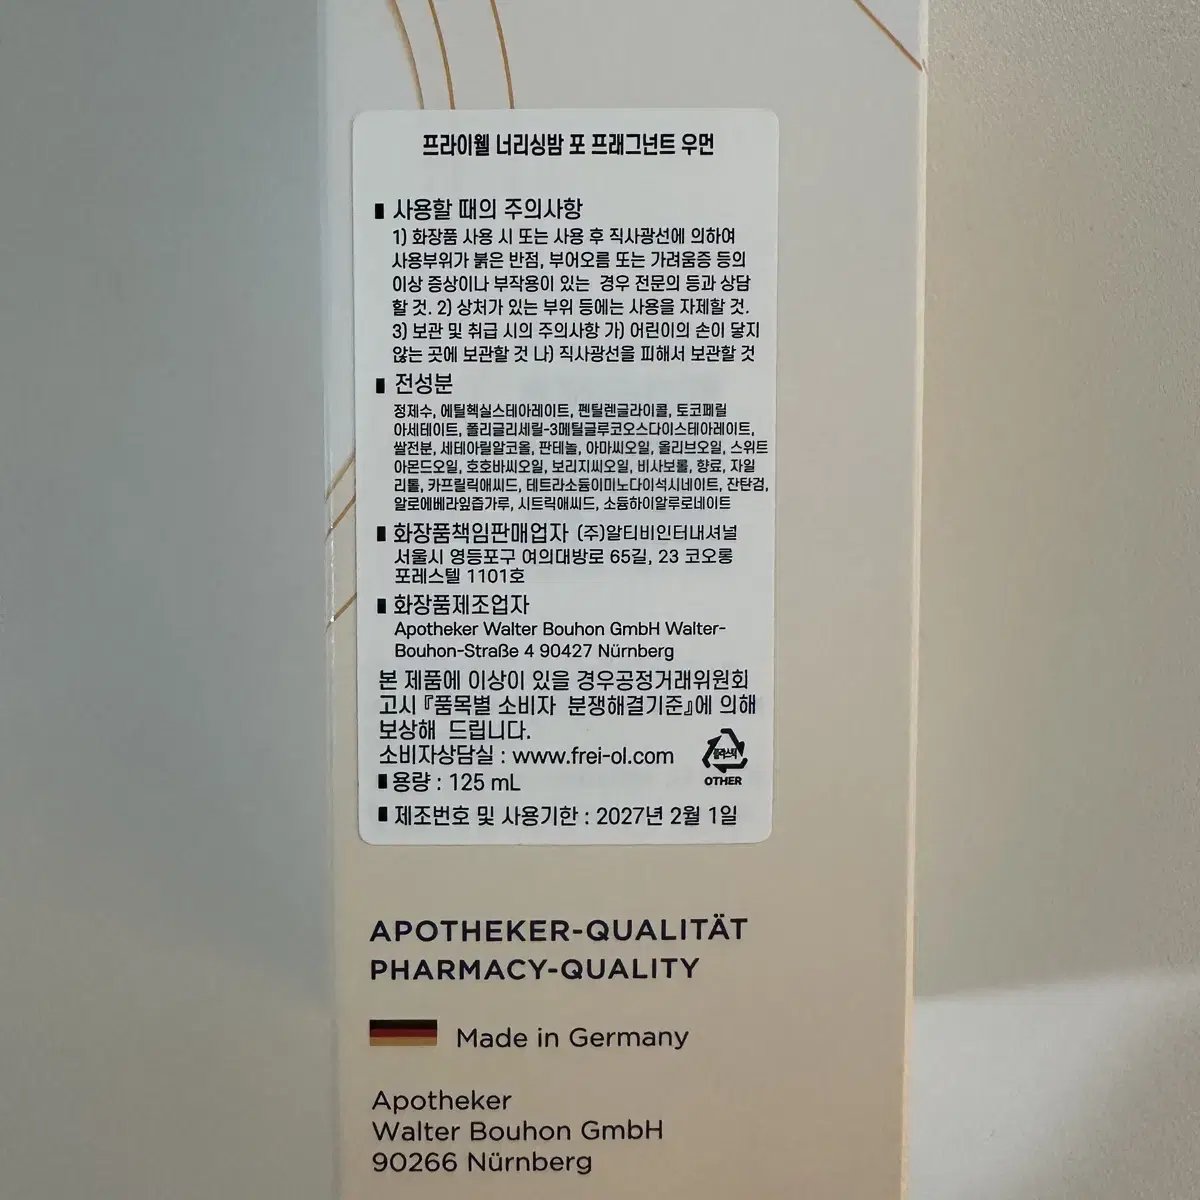 프라이웰 너리싱밤 포 프래그넌트 우먼
사용할 때의 주의사항
1) 화장품 사용 시 또는 사용 후 직사광선에 의하여
사용부위가 붉은 반점, 부어오름 또는 가려움증 등의
이상 증상이나 부작용이 있는 경우 전문의 등과 상담
할 것. 2) 상처가 있는 부위 등에는 사용을 자제할 것.
3) 보관 및 취급 시의 주의사항 가) 어린이의 손이 닿지
않는 곳에 보관할 것 나) 직사광선을 피해서 보관할 것
전성분
정제수, 에틸헥실스테아레이트, 펜틸렌글라이콜, 토코페릴
아세테이트, 폴리글리세릴-3메틸글루코오스다이스테아레이트,
쌀전분, 세테아릴알코올, 판테놀, 아마씨오일, 올리브오일, 스위트
아몬드오일, 호호바씨오일, 보리지씨오일, 비사보롤, 향료, 자일
리톨, 카프릴릭애씨드, 테트라소듐이미노다이석시네이트, 잔탄검,
알로에베라잎즙가루, 시트릭애씨드, 소듐하이알루로네이트
화장품책임판매업자 (주)알티비인터내셔널
서울시 영등포구 여의대방로 65길, 23 코오롱
포레스텔 1101호
화장품제조업자
Apotheker Walter Bouhon GmbH Walter-
Bouhon-Straße 4 90427 Nürnberg
본 제품에 이상이 있을 경우공정거래위원회
고시 『품목별 소비자 분쟁해결기준』에 의해
보상해 드립니다.
소비자상담실 : www.frei-ol.com
플라스틱
OTHER
용량 : 125 mL
제조번호 및 사용기한 : 2027년 2월 1일
APOTHEKER-QUALITÄT
PHARMACY-QUALITY
Made in Germany
Apotheker
Walter Bouhon GmbH
90266 Nürnberg